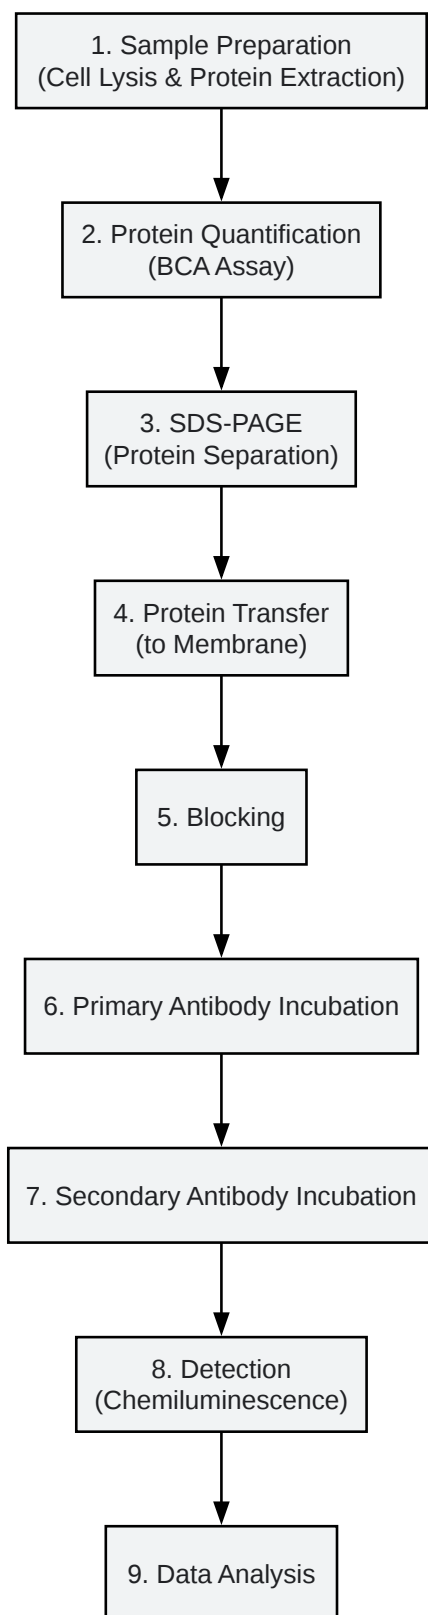 1. Sample Preparation
(Cell Lysis & Protein Extraction)
2. Protein Quantification
(BCA Assay)
3. SDS-PAGE
(Protein Separation)
4. Protein Transfer
(to Membrane)
5. Blocking
6. Primary Antibody Incubation
7. Secondary Antibody Incubation
8. Detection
(Chemiluminescence)
9. Data Analysis